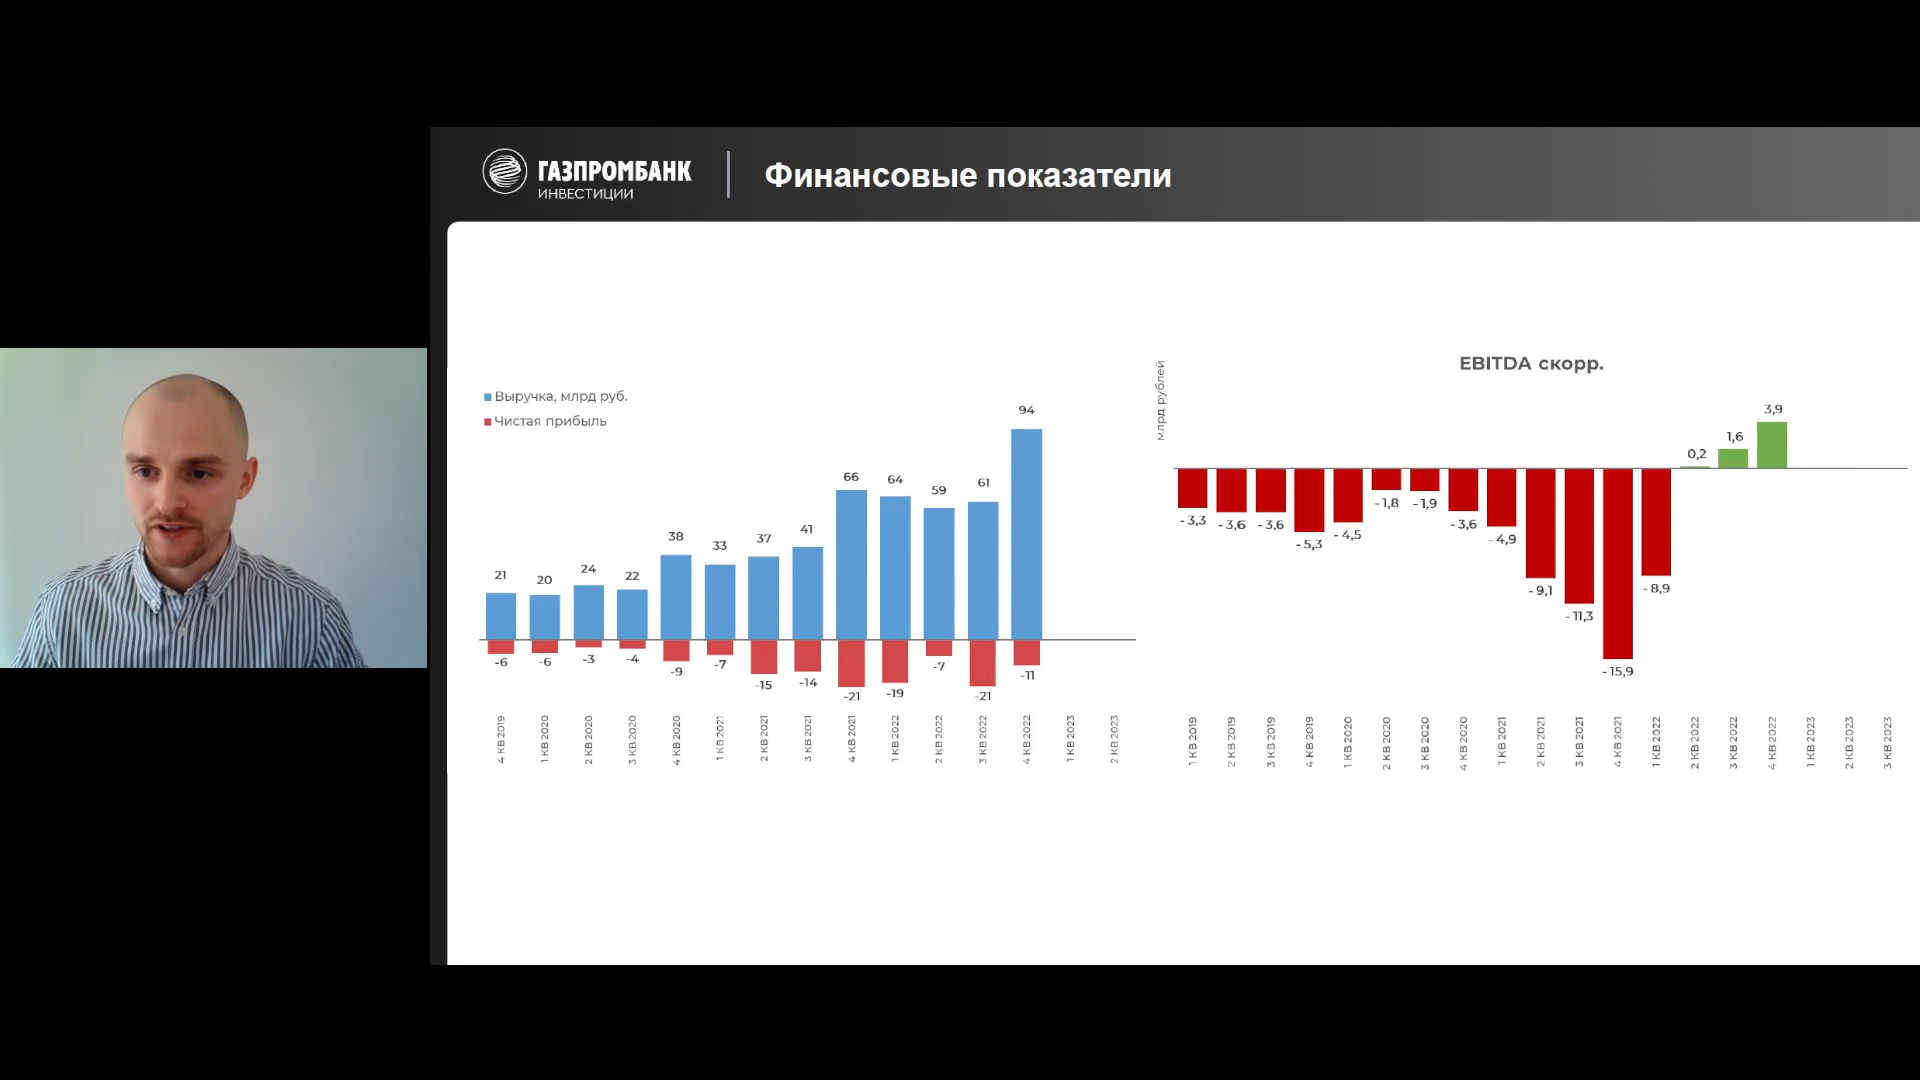 ГАЗПРОМБАНК
ИНВЕСТИЦИИ
Финансовые показатели
Выручка, млрд руб.
Чистая прибыль
21
20
24
22
38
33
37
41
66
64
59
61
94
-6
-6
-3
-4
-9
-7
-15
-14
-21
-19
-7
-21
-11
4 КВ 2019
1 КВ 2020
2 КВ 2020
3 КВ 2020
4 КВ 2020
1 КВ 2021
2 КВ 2021
3 КВ 2021
4 КВ 2021
1 КВ 2022
2 КВ 2022
3 КВ 2022
4 КВ 2022
1 КВ 2023
2 КВ 2023
EBITDA скорр.
млрд рублей
- 3,3
- 3,6
- 3,6
- 5,3
- 4,5
- 1,8
- 1,9
- 3,6
- 4,9
- 9,1
- 11,3
- 15,9
- 8,9
0,2
1,6
3,9
1 КВ 2019
2 КВ 2019
3 КВ 2019
4 КВ 2019
1 КВ 2020
2 КВ 2020
3 КВ 2020
4 КВ 2020
1 КВ 2021
2 КВ 2021
3 КВ 2021
4 КВ 2021
1 КВ 2022
2 КВ 2022
3 КВ 2022
4 КВ 2022
1 КВ 2023
2 КВ 2023
3 КВ 2023